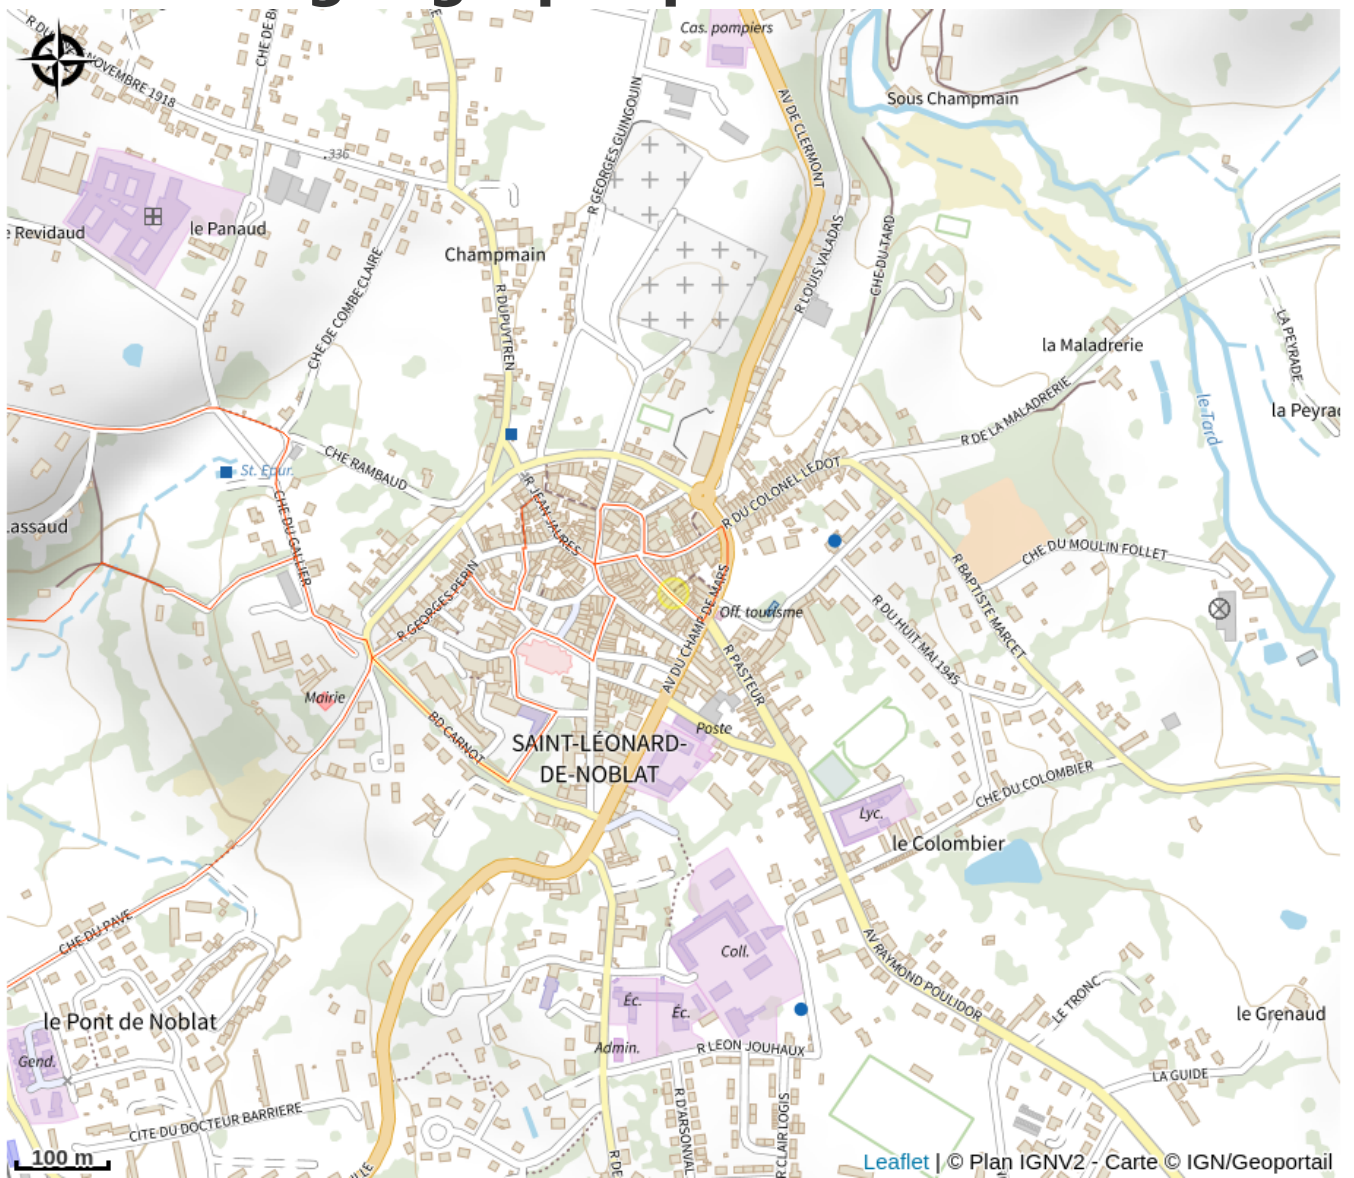 Cas. pompiers
NOVEMBRE 1918
AV DE CLERMONT
Sous Champmain
R GEORGES GUINGOUIN
.336
le Panaud
Revidaud
Champmain
CHE DE COMBE CLAIRE
R DUPUYTREN
R LOUIS VALADAS
CHE DU TARD
LA PEYRADE
la Maladrerie
le Tard
R DE LA MALADRERIE
la Peyra
St. Epur.
CHE RAMBAUD
R JEAN JAURES
R DU COLONEL LEDOT
Lassaud
CHE DU GALLIER
CHE DU MOULIN FOLLET
R BAPTISTE MARCET
R GEORGES PERIN
AV DU CHAMP DE MARS
Off. tourisme
R DU HUIT MAI 1945
R PASTEUR
Mairie
BD CARNOT
Poste
SAINT-LÉONARD-
DE-NOBLAT
CHE DU COLOMBIER
Lyc.
le Colombier
CHE DU PAVE
Coll.
AV RAYMOND POULIDOR
Éc.
Éc.
LE TRONC
le Grenaud
le Pont de Noblat
Gend.
Admin.
R LEON JOUHAUX
LA GUIDE
R D'ARSONVAL
R CLAIR LOGIS
CITE DU DOCTEUR BARRIERE
R DE
100 m
Leaflet | © Plan IGNV2 - Carte © IGN/Geoportail